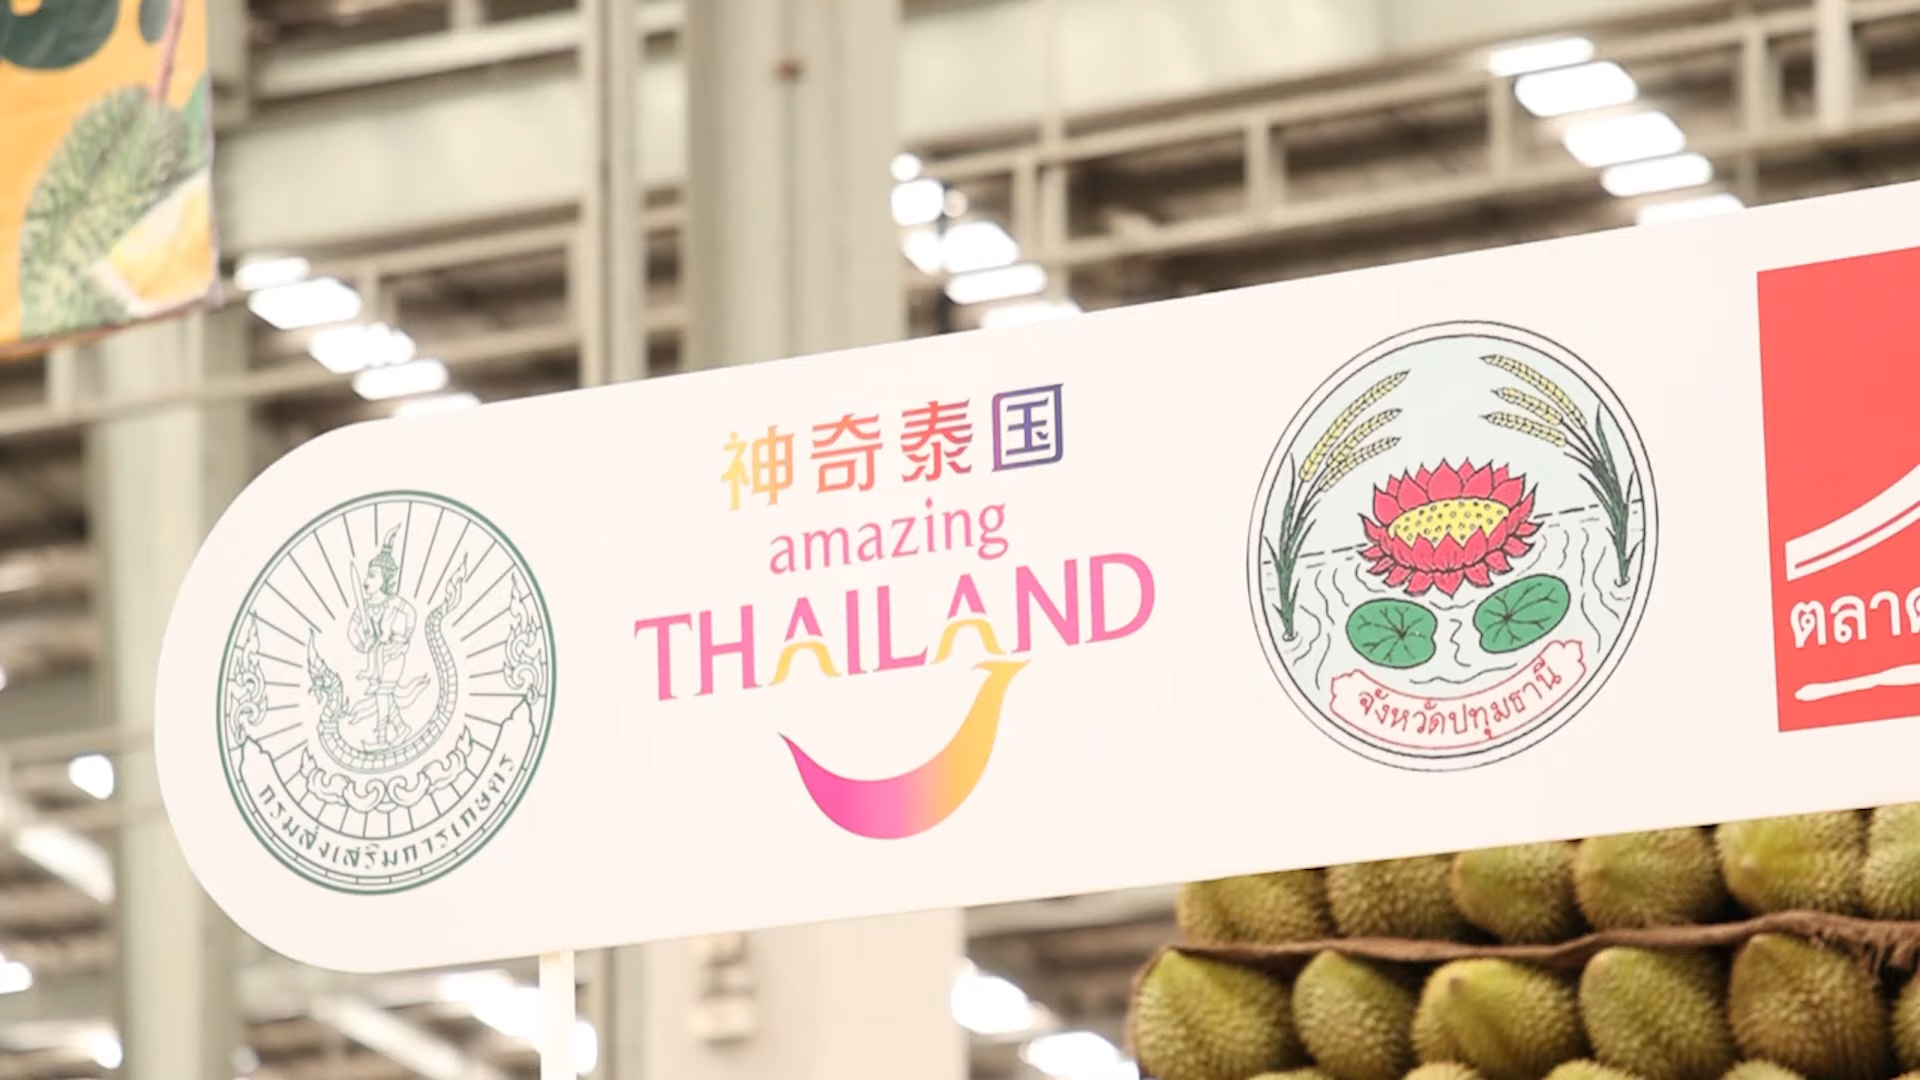 กรมส่งเสริมการเกษตร
神奇泰国
amazing
THAILAND
จังหวัดปทุมธานี
ตลาด